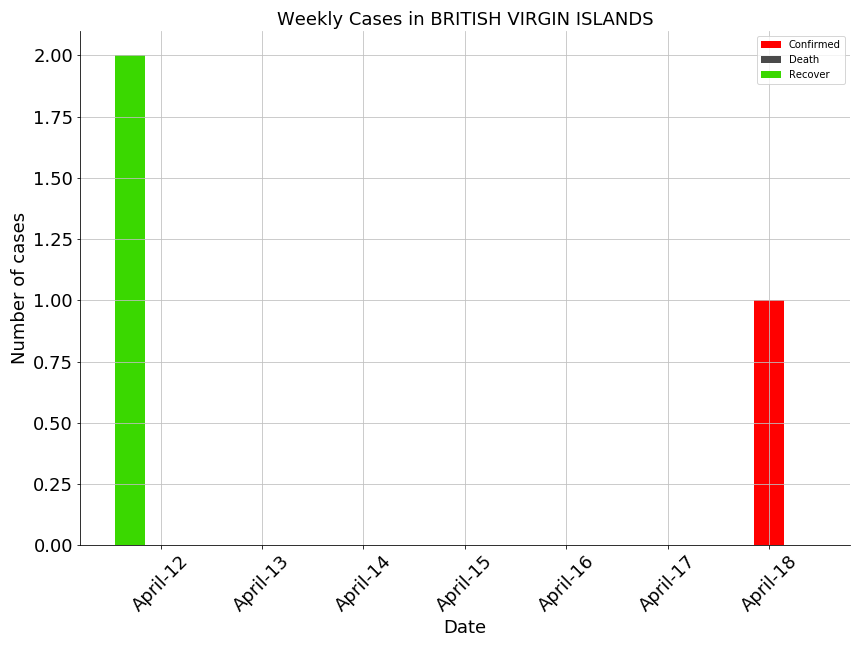 Weekly Cases in BRITISH VIRGIN ISLANDS
Confirmed
Death
Recover
Number of cases
2.00
1.75
1.50
1.25
1.00
0.75
0.50
0.25
0.00
April-12
April-13
April-14
April-15
April-16
April-17
April-18
Date